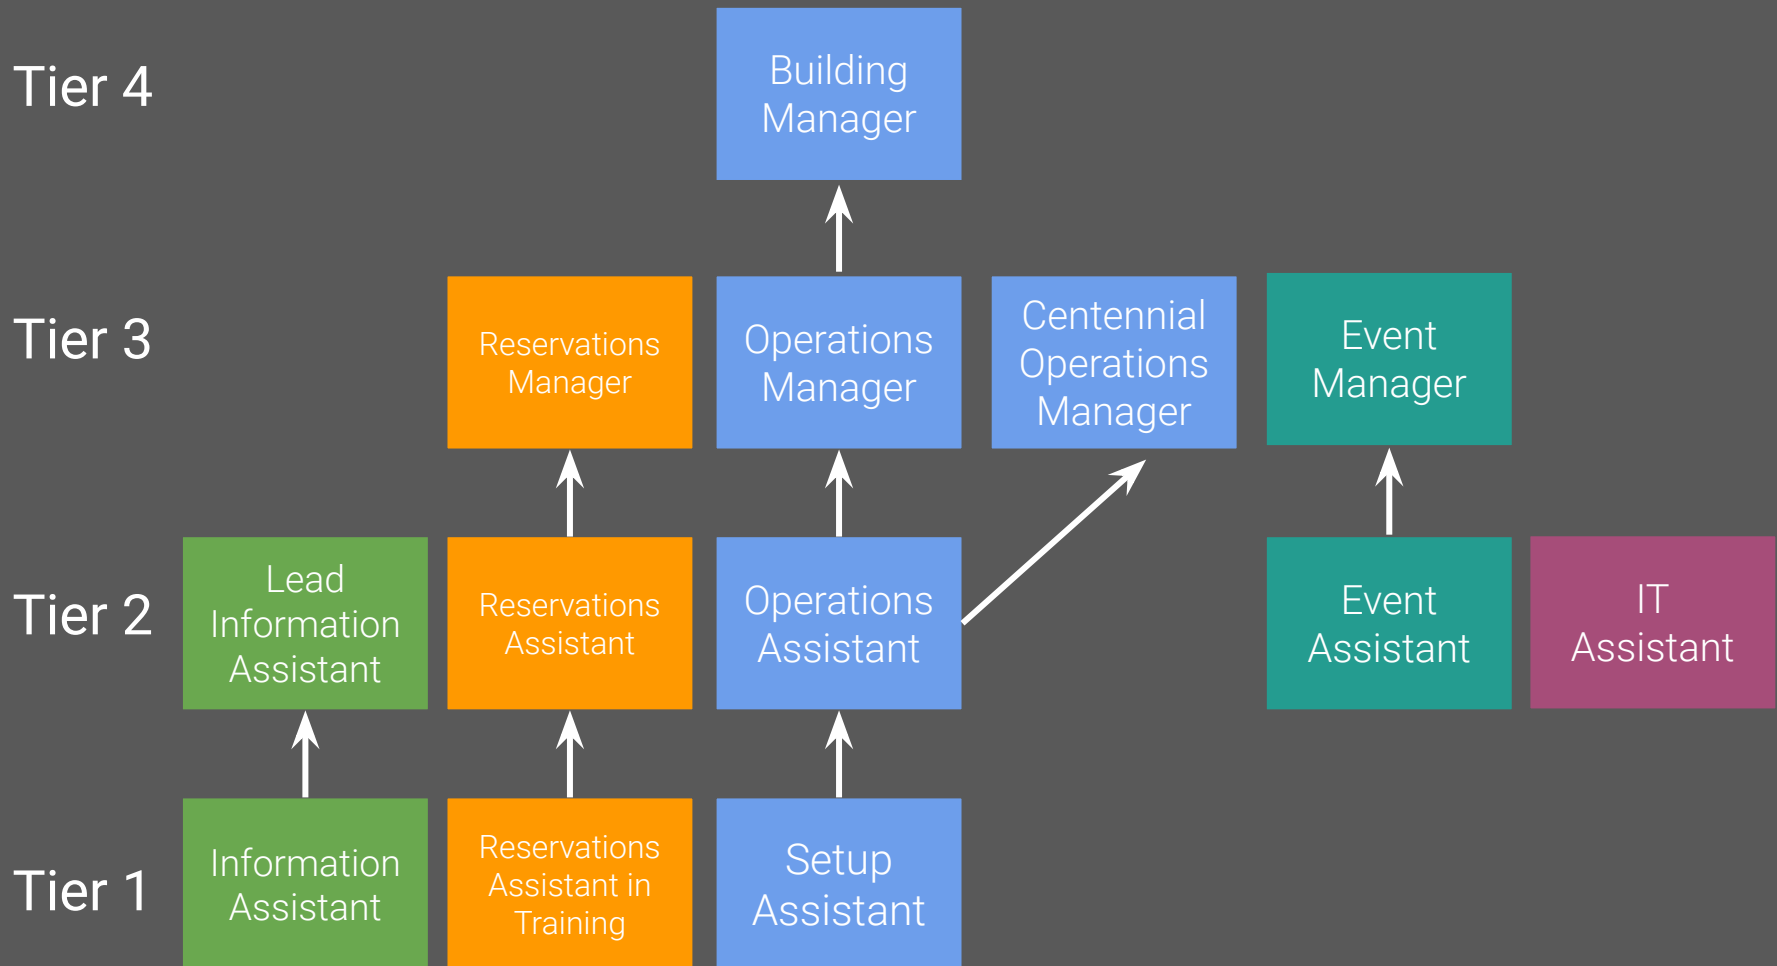 Tier 4
Building
Manager
Tier 3
Reservations
Manager
Operations
Manager
Centennial
Operations
Manager
Event
Manager
Tier 2
Lead
Information
Assistant
Reservations
Assistant
Operations
Assistant
Event
Assistant
IT
Assistant
Tier 1
Information
Assistant
Reservations
Assistant in
Training
Setup
Assistant